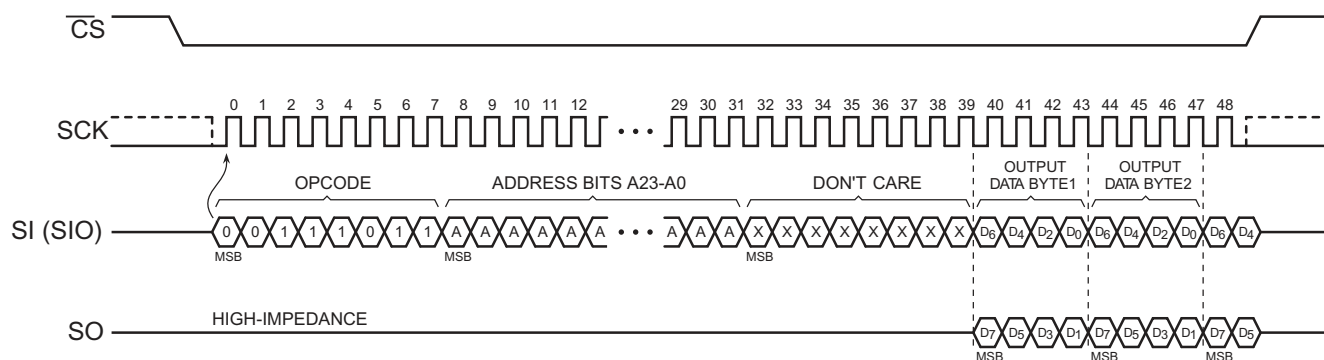 CS
0 1 2 3 4 5 6 7 8 9 10 11 12 29 30 31 32 33 34 35 36 37 38 39 40 41 42 43 44 45 46 47 48
SCK
OPCODE ADDRESS BITS A23-A0 DON'T CARE OUTPUT DATA BYTE1 OUTPUT DATA BYTE2
SI (SIO) 0 0 1 1 1 0 1 1 A A A A A A A A A X X X X X X X X D6 D4 D2 D0 D6 D4 D2 D0 D6 D4
MSB MSB MSB
HIGH-IMPEDANCE
SO D7 D5 D3 D1 D7 D5 D3 D1 D7 D5
MSB MSB MSB